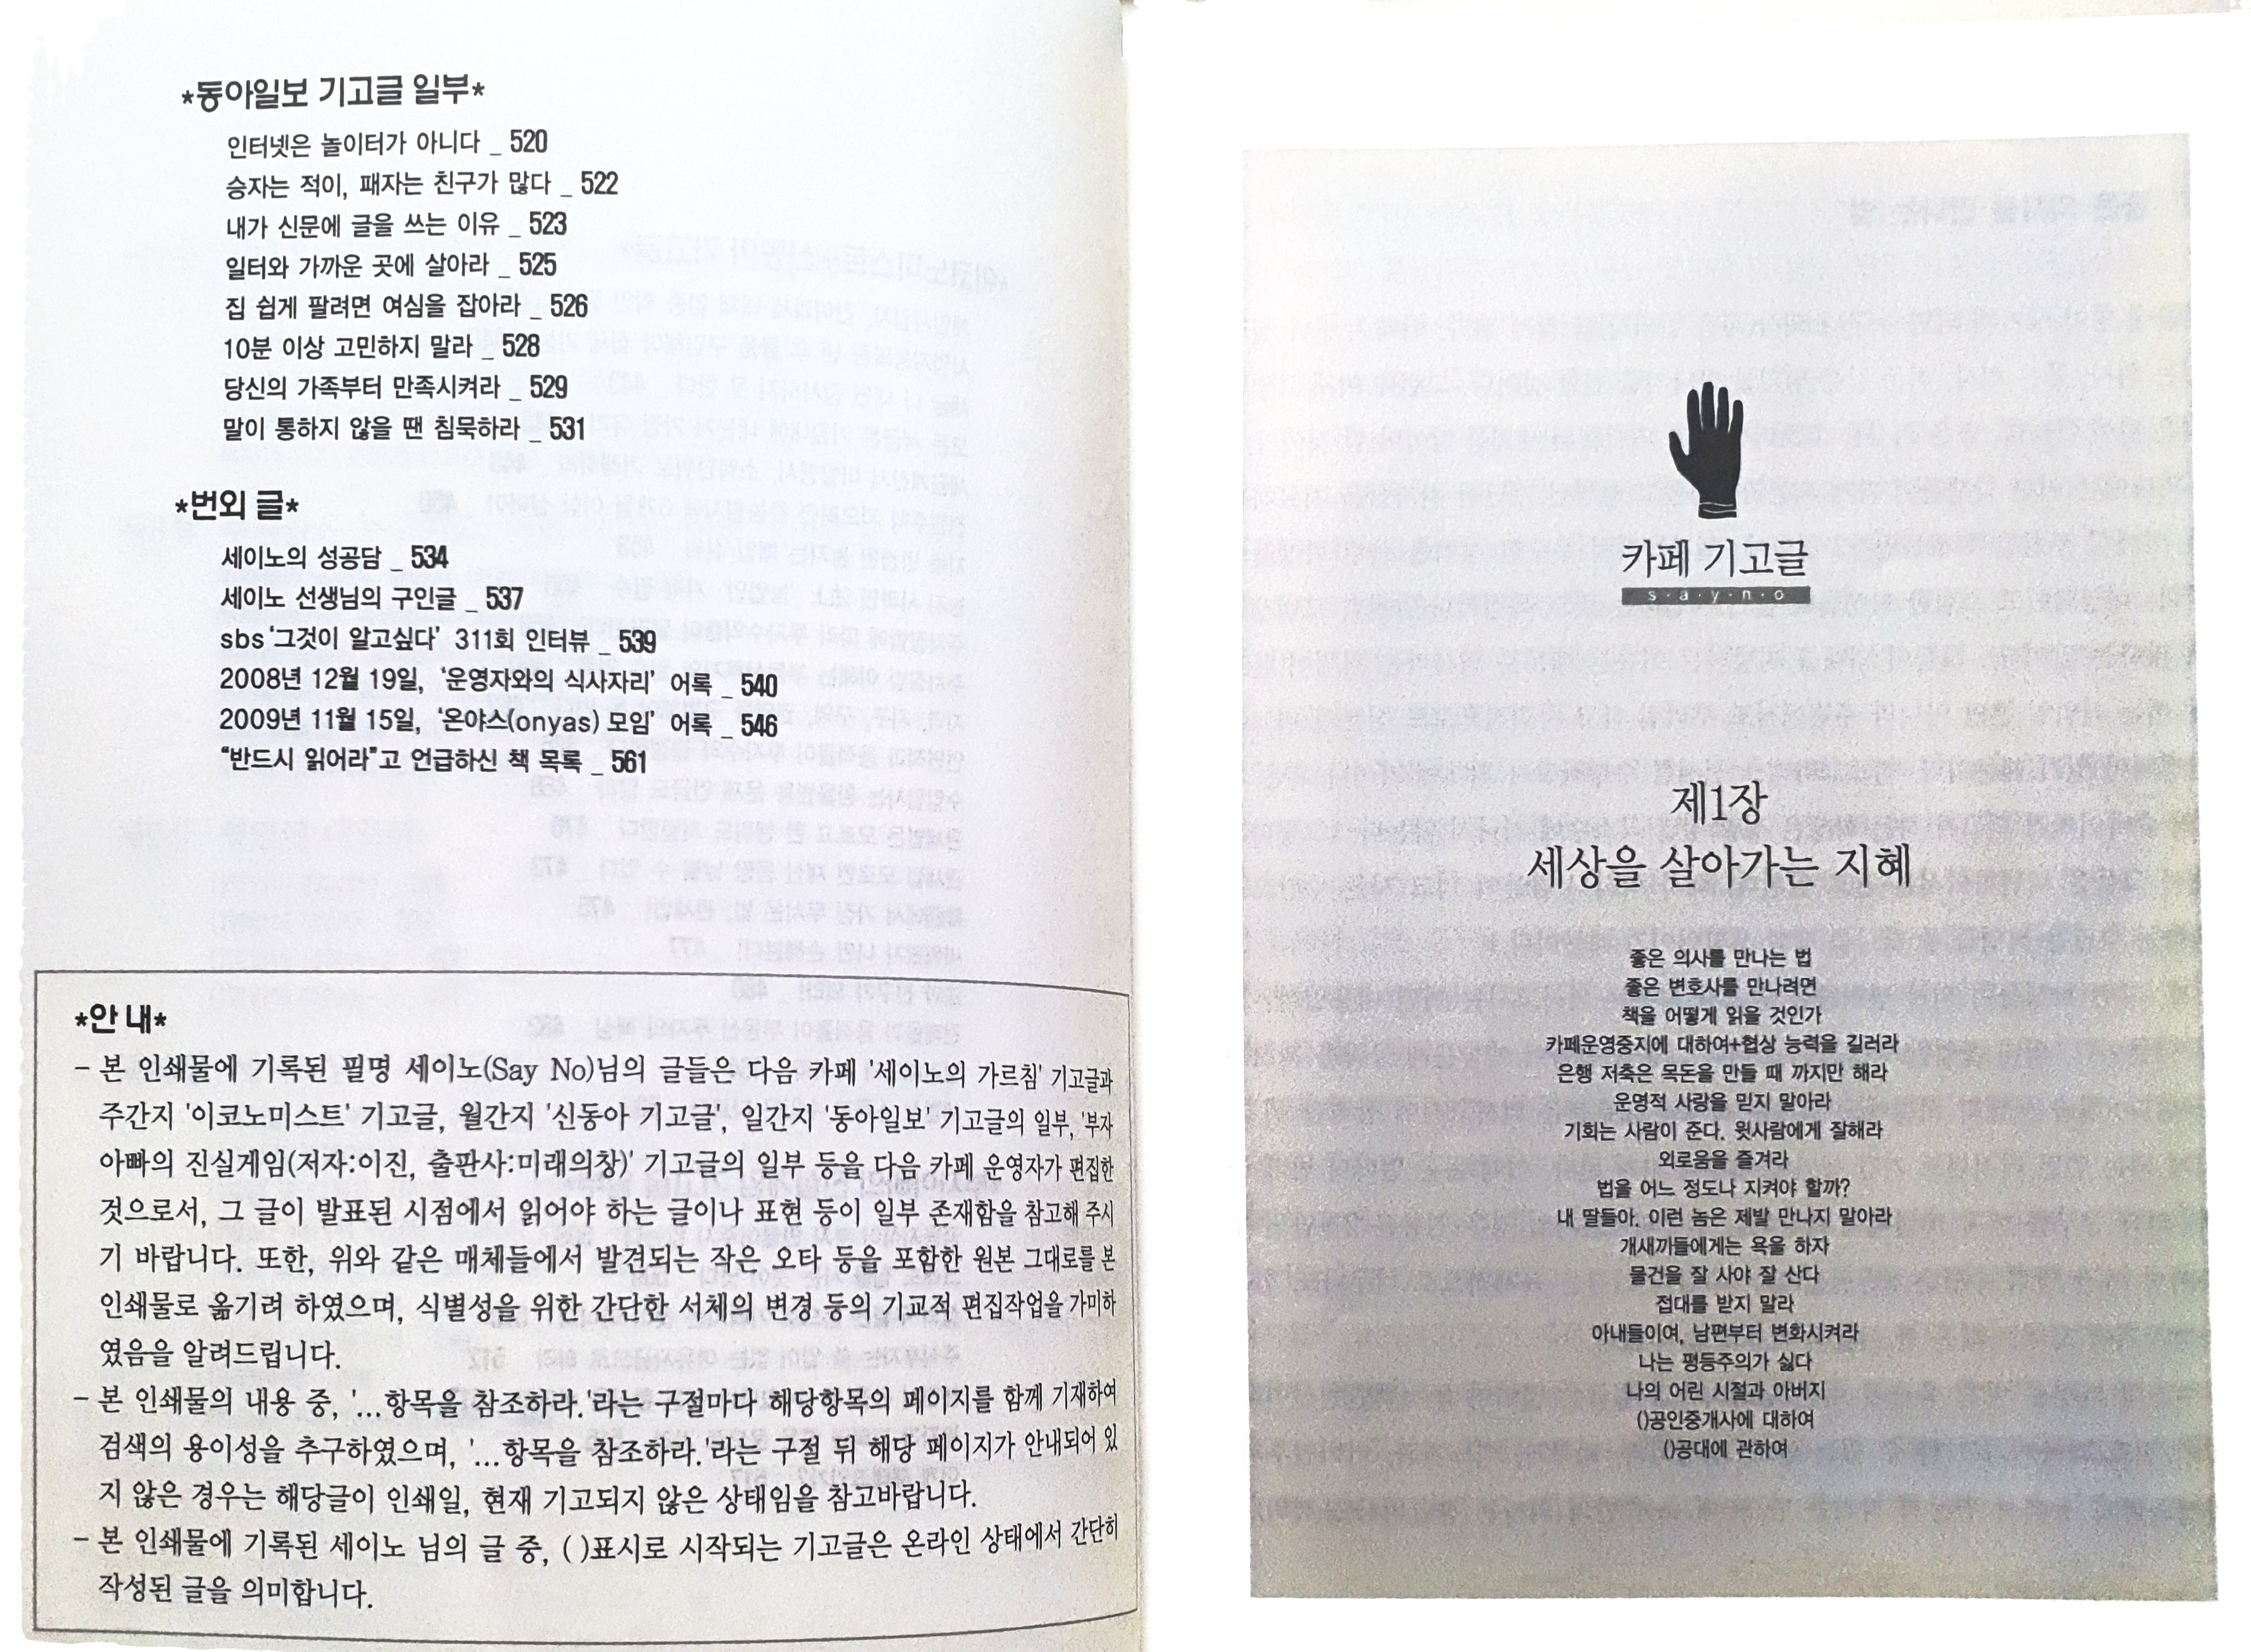 *동아일보 기고글 일부*
인터넷은 놀이터가 아니다 _ 520
승자는 적이, 패자는 친구가 많다 _ 522
내가 신문에 글을 쓰는 이유 _ 523
일터와 가까운 곳에 살아라 _ 525
집 쉽게 팔려면 여심을 잡아라 _ 526
10분 이상 고민하지 말라 _ 528
당신의 가족부터 만족시켜라 _ 529
말이 통하지 않을 땐 침묵하라 _ 531
*번외 글*
세이노의 성공담 _ 534
세이노 선생님의 구인글 _ 537
sbs ‘그것이 알고싶다’ 311회 인터뷰 _ 539
2008년 12월 19일, ‘운영자와의 식사자리’ 어록 _ 540
2009년 11월 15일, ‘온야스(onyas) 모임’ 어록 _ 546
“반드시 읽어라”고 언급하신 책 목록 _ 561
*안 내*
– 본 인쇄물에 기록된 필명 세이노(Say No)님의 글들은 다음 카페 '세이노의 가르침' 기고글과
주간지 '이코노미스트' 기고글, 월간지 '신동아 기고글', 일간지 '동아일보' 기고글의 일부, '부자
아빠의 진실게임(저자:이진, 출판사:미래의창)' 기고글의 일부 등을 다음 카페 운영자가 편집한
것으로서, 그 글이 발표된 시점에서 읽어야 하는 글이나 표현 등이 일부 존재함을 참고해 주시
기 바랍니다. 또한, 위와 같은 매체들에서 발견되는 작은 오타 등을 포함한 원본 그대로를 본
인쇄물로 옮기려 하였으며, 식별성을 위한 간단한 서체의 변경 등의 기교적 편집작업을 가미하
였음을 알려드립니다.
– 본 인쇄물의 내용 중, '...항목을 참조하라.'라는 구절마다 해당항목의 페이지를 함께 기재하여
검색의 용이성을 추구하였으며, '...항목을 참조하라.'라는 구절 뒤 해당 페이지가 안내되어 있
지 않은 경우는 해당글이 인쇄일, 현재 기고되지 않은 상태임을 참고바랍니다.
– 본 인쇄물에 기록된 세이노 님의 글 중, ( )표시로 시작되는 기고글은 온라인 상태에서 간단히
작성된 글을 의미합니다.
카페 기고글
s·a·y·n·o
제1장
세상을 살아가는 지혜
좋은 의사를 만나는 법
좋은 변호사를 만나려면
책을 어떻게 읽을 것인가
카페운영중지에 대하여+협상 능력을 길러라
은행 저축은 목돈을 만들 때 까지만 해라
운명적 사랑을 믿지 말아라
기회는 사람이 준다. 윗사람에게 잘해라
외로움을 즐겨라
법을 어느 정도나 지켜야 할까?
내 딸들아. 이런 놈은 제발 만나지 말아라
개새끼들에게는 욕을 하자
물건을 잘 사야 잘 산다
접대를 받지 말라
아내들이여, 남편부터 변화시켜라
나는 평등주의가 싫다
나의 어린 시절과 아버지
()공인중개사에 대하여
()공대에 관하여